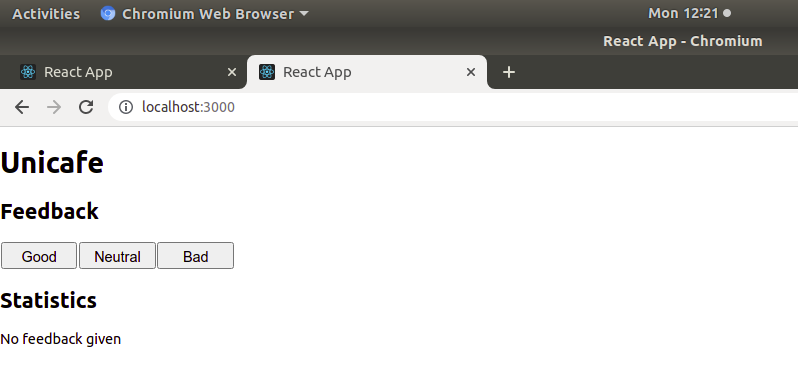 Activities Chromium Web Browser Mon 12:21
React App - Chromium
React App React App
localhost:3000
Unicafe
Feedback
Good Neutral Bad
Statistics
No feedback given